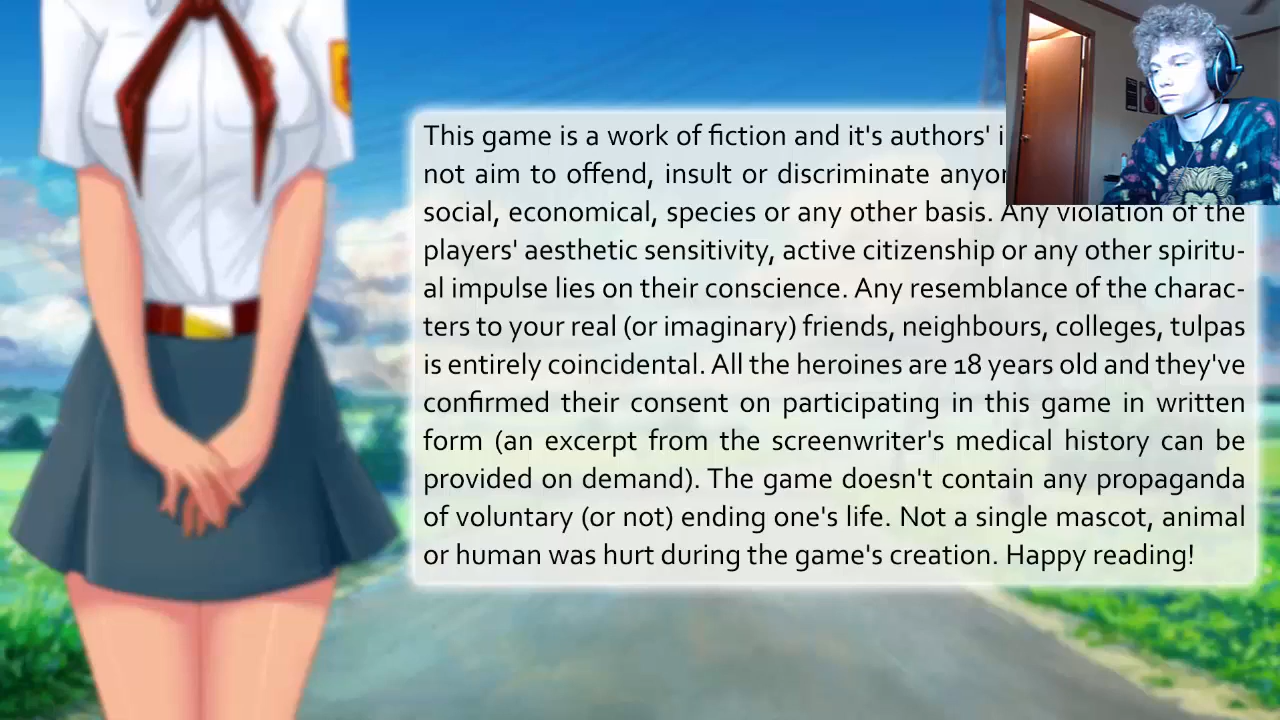 This game is a work of fiction and it's authors'
not aim to offend, insult or discriminate
social, economical, species or any other basis. Any violation of the
players' aesthetic sensitivity, active citizenship or any other spiritu-
al impulse lies on their conscience. Any resemblance of the charac-
ters to your real (or imaginary) friends, neighbours, colleges, tulpas
is entirely coincidental. All the heroines are 18 years old and they've
confirmed their consent on participating in this game in written
form (an excerpt from the screenwriter's medical history can be
provided on demand). The game doesn't contain any propaganda
of voluntary (or not) ending one's life. Not a single mascot, animal
or human was hurt during the game's creation. Happy reading!